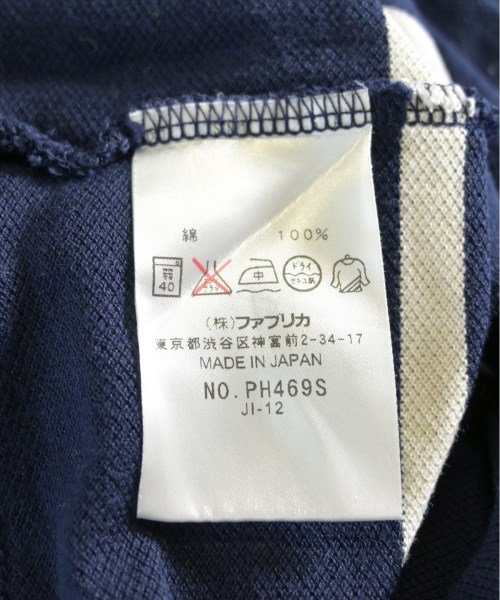 綿 100%
40 中 ドライ
(株)ファブリカ
東京都渋谷区神宮前2-34-17
MADE IN JAPAN
NO. PH469S
JI-12